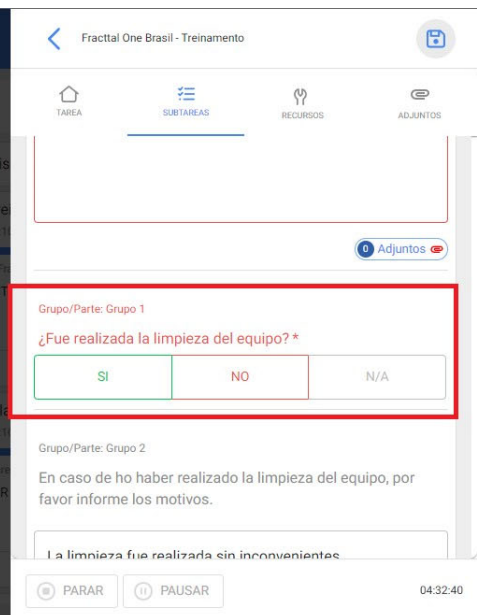 Fracttal One Brasil - Treinamento
TAREA
SUBTAREAS
RECURSOS
ADJUNTOS
0 Adjuntos
Grupo/Parte: Grupo 1
¿Fue realizada la limpieza del equipo? *
SI
NO
N/A
Grupo/Parte: Grupo 2
En caso de ho haber realizado la limpieza del equipo, por
favor informe los motivos.
La limpieza fue realizada sin inconvenientes
PARAR
PAUSAR
04:32:40